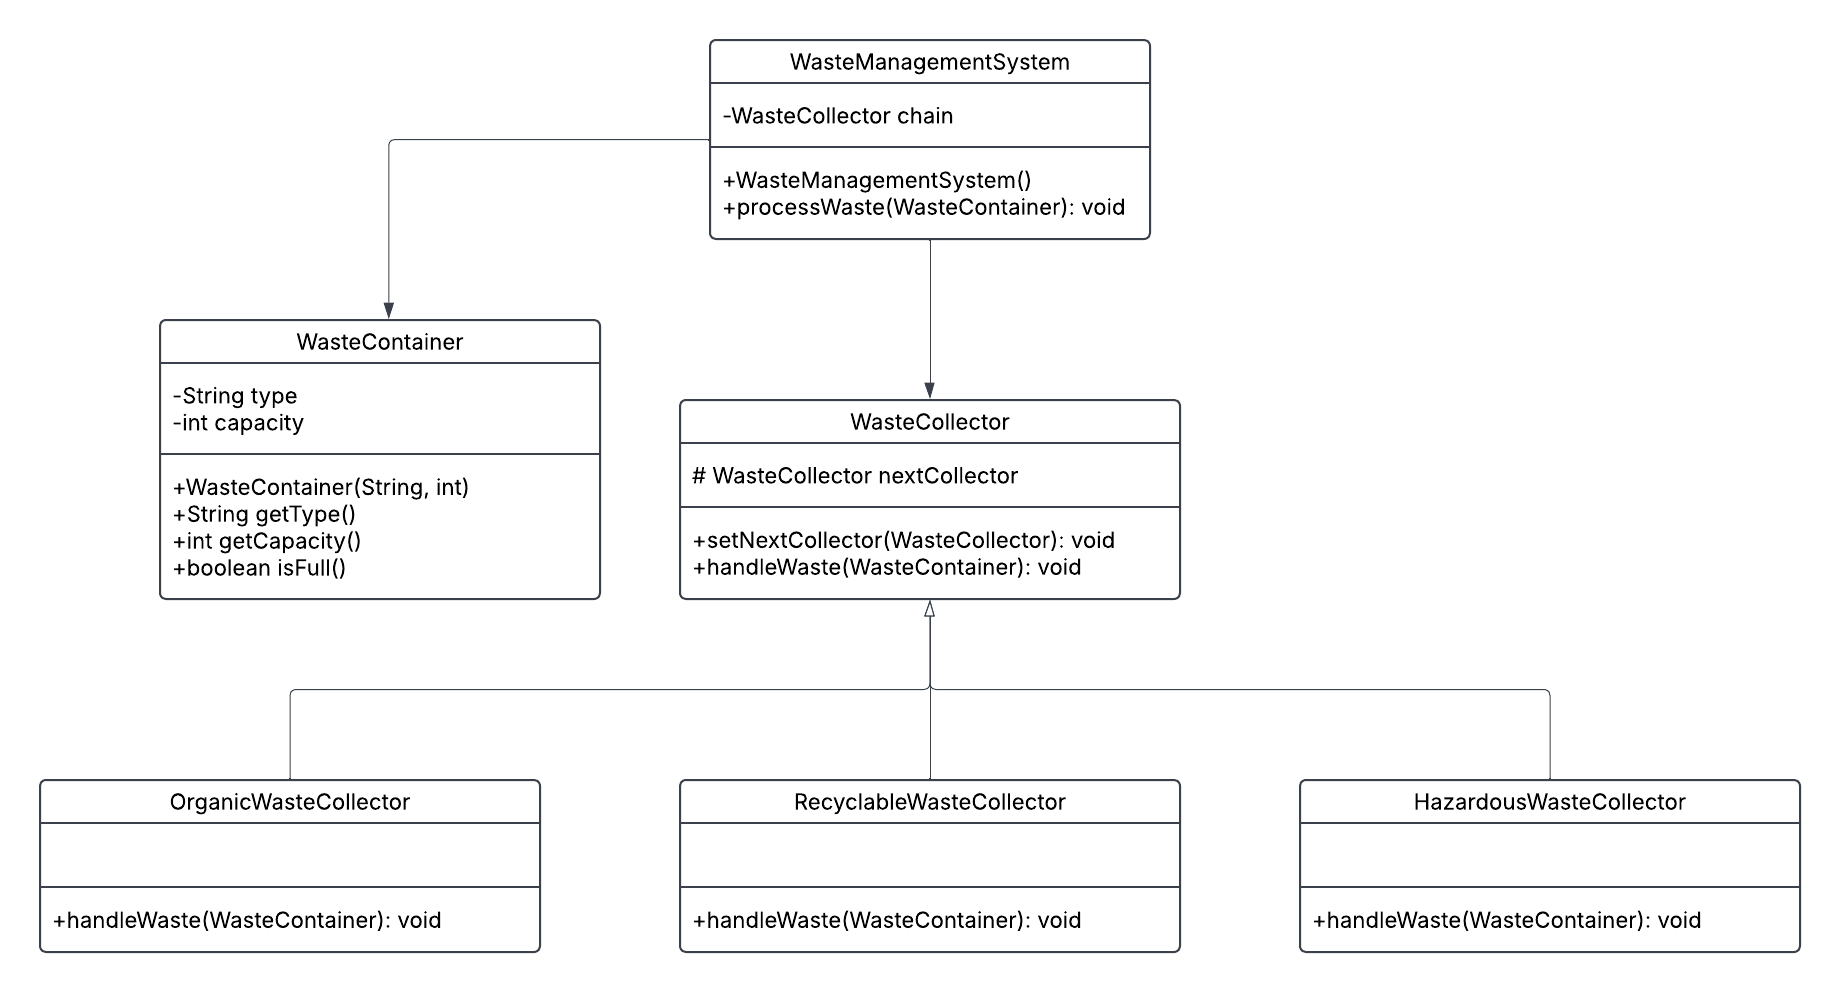 WasteManagementSystem
-WasteCollector chain
+WasteManagementSystem()
+processWaste(WasteContainer): void
WasteContainer
-String type
-int capacity
+WasteContainer(String, int)
+String getType()
+int getCapacity()
+boolean isFull()
WasteCollector
# WasteCollector nextCollector
+setNextCollector(WasteCollector): void
+handleWaste(WasteContainer): void
OrganicWasteCollector
+handleWaste(WasteContainer): void
RecyclableWasteCollector
+handleWaste(WasteContainer): void
HazardousWasteCollector
+handleWaste(WasteContainer): void